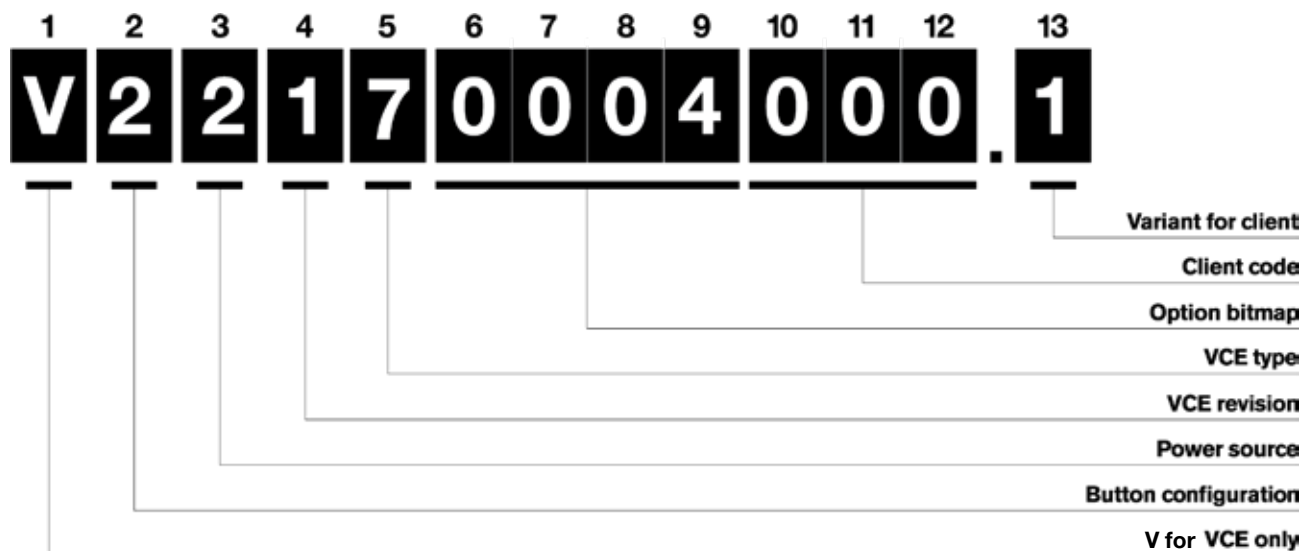 1 2 3 4 5 6 7 8 9 10 11 12 13
V 2 2 1 7 0 0 0 4 0 0 0 . 1
Variant for client
Client code
Option bitmap
VCE type
VCE revision
Power source
Button configuration
V for VCE only